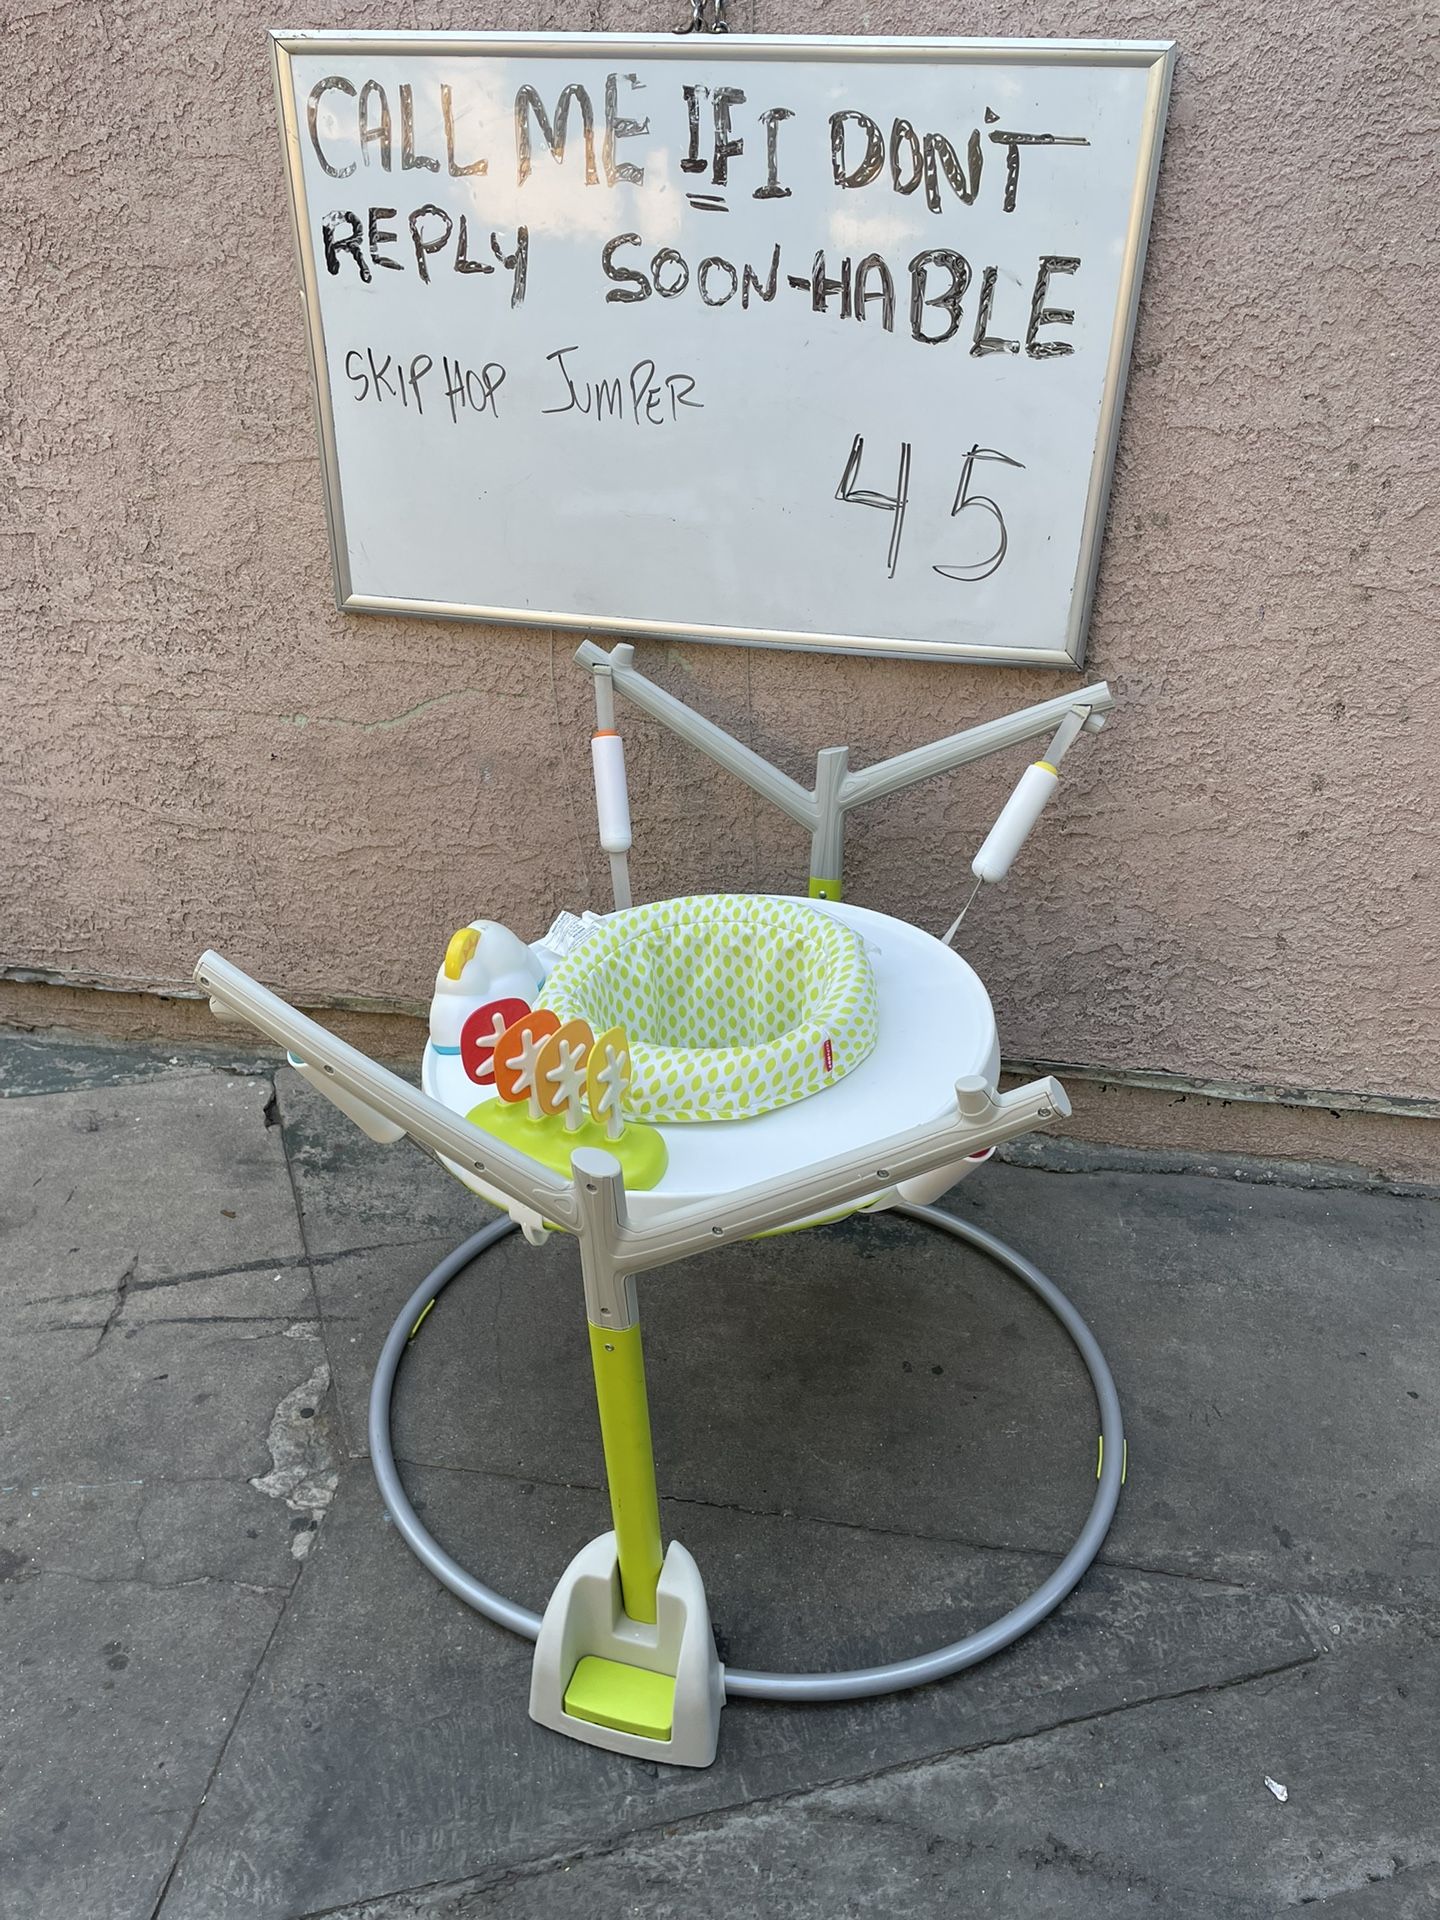 CALL ME IF I DON'T
REPLY SOON-HABLE
SKIP HOP JUMPER
45